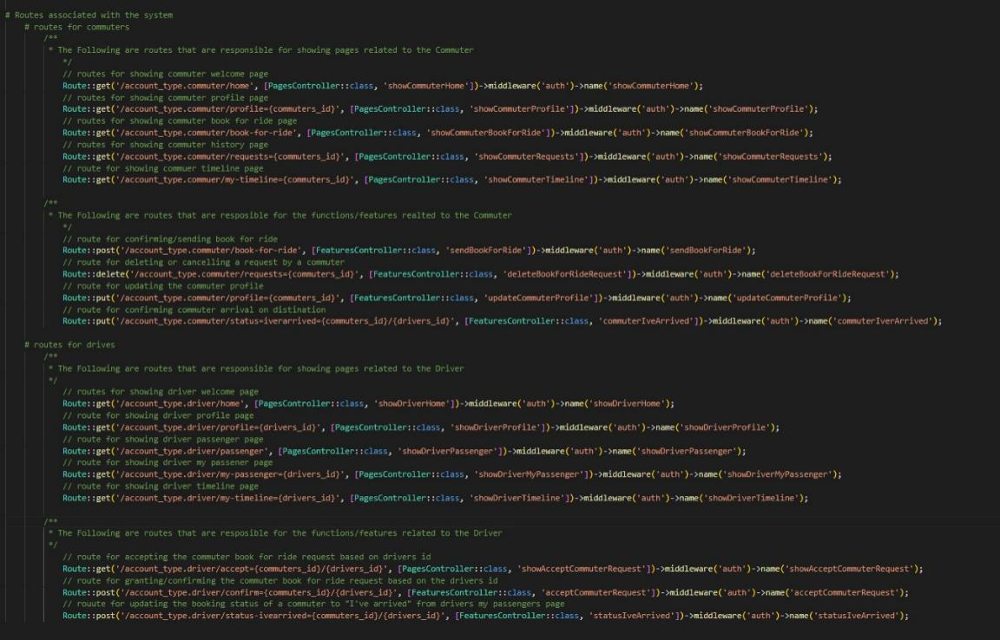 # Routes associated with the system
# routes for commuters
/**
* The Following are routes that are responsible for showing pages related to the Commuter
*/
// routes for showing commuter welcome page
Route::get('/account_type.commuter/home', [PagesController::class, 'showCommuterHome'])->middleware('auth')->name('showCommuterHome');
// routes for showing commuter profile page
Route::get('/account_type.commuter/profile={commuters_id}', [PagesController::class, 'showCommuterProfile'])->middleware('auth')->name('showCommuterProfile');
// routes for showing commuter book for ride page
Route::get('/account_type.commuter/book-for-ride', [PagesController::class, 'showCommuterBookForRide'])->middleware('auth')->name('showCommuterBookForRide');
// routes for showing commuter history page
Route::get('/account_type.commuter/requests={commuters_id}', [PagesController::class, 'showCommuterRequests'])->middleware('auth')->name('showCommuterRequests');
// route for showing commuer timeline page
Route::get('/account_type.commuer/my-timeline={commuters_id}', [PagesController::class, 'showCommuterTimeline'])->middleware('auth')->name('showCommuterTimeline');
/**
* The Following are routes that are resposible for the functions/features realted to the Commuter
*/
// route for confirming/sending book for ride
Route::post('/account_type.commuter/book-for-ride', [FeaturesController::class, 'sendBookForRide'])->middleware('auth')->name('sendBookForRide');
// route for deleting or cancelling a request by a commuter
Route::delete('/account_type.commuter/requests={commuters_id}', [FeaturesController::class, 'deleteBookForRideRequest'])->middleware('auth')->name('deleteBookForRideRequest');
// route for updating the commuter profile
Route::put('/account_type.commuter/profile={commuters_id}', [FeaturesController::class, 'updateCommuterProfile'])->middleware('auth')->name('updateCommuterProfile');
// route for confirming commuter arrival on distination
Route::put('/account_type.commuter/status=iverarrived={commuters_id}/{drivers_id}', [FeaturesController::class, 'commuterIveArrived'])->middleware('auth')->name('commuterIverArrived');
# routes for drives
/**
* The Following are routes that are responsible for showing pages related to the Driver
*/
// routes for showing driver welcome page
Route::get('/account_type.driver/home', [PagesController::class, 'showDriverHome'])->middleware('auth')->name('showDriverHome');
// route for showing driver profile page
Route::get('/account_type.driver/profile={drivers_id}', [PagesController::class, 'showDriverProfile'])->middleware('auth')->name('showDriverProfile');
// route for showing driver passenger page
Route::get('/account_type.driver/passenger', [PagesController::class, 'showDriverPassenger'])->middleware('auth')->name('showDriverPassenger');
// route for showing driver my passener page
Route::get('/account_type.driver/my-passenger={drivers_id}', [PagesController::class, 'showDriverMyPassenger'])->middleware('auth')->name('showDriverMyPassenger');
// route for showing driver timeline page
Route::get('/account_type.driver/my-timeline={drivers_id}', [PagesController::class, 'showDriverTimeline'])->middleware('auth')->name('showDriverTimeline');
/**
* The Following are routes that are resposible for the functions/features related to the Driver
*/
// route for accepting the commuter book for ride request based on drivers id
Route::get('/account_type.driver/accept={commuters_id}/{drivers_id}', [PagesController::class, 'showAcceptCommuterRequest'])->middleware('auth')->name('showAcceptCommuterRequest');
// route for granting/confirming the commuter book for ride request based on the drivers id
Route::post('/account_type.driver/confirm={commuters_id}/{drivers_id}', [FeaturesController::class, 'acceptCommuterRequest'])->middleware('auth')->name('acceptCommuterRequest');
// rouute for updating the booking status of a commuter to "I've arrived" from drivers my passengers page
Route::post('/account_type.driver/status-ivearrived={commuters_id}/{drivers_id}', [FeaturesController::class, 'statusIveArrived'])->middleware('auth')->name('statusIveArrived');